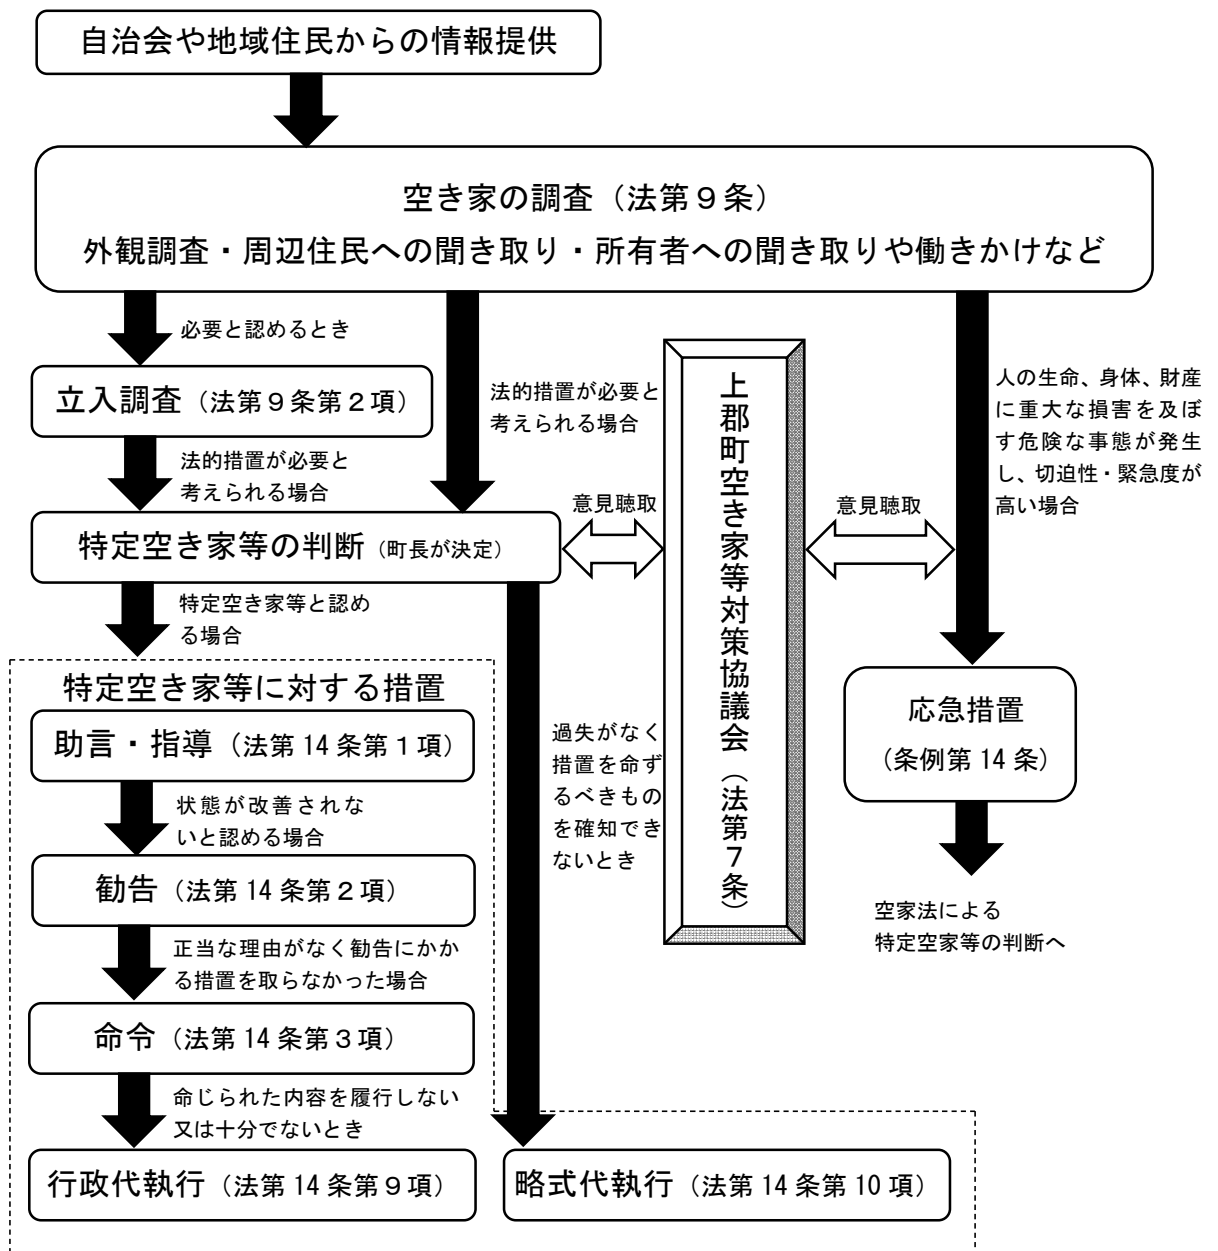 自治会や地域住民からの情報提供
空き家の調査（法第９条）
外観調査・周辺住民への聞き取り・所有者への聞き取りや働きかけなど
必要と認めるとき
立入調査（法第９条第２項）
法的措置が必要と
考えられる場合
法的措置が必要と
考えられる場合
人の生命、身体、財産
に重大な損害を及ぼ
す危険な事態が発生
し、切迫性・緊急度が
高い場合
特定空き家等の判断（町長が決定）
意見聴取
上郡町空き家等対策協議会（法第７条）
意見聴取
特定空き家等と認め
る場合
特定空き家等に対する措置
助言・指導（法第 14 条第１項）
状態が改善されな
いと認める場合
勧告（法第 14 条第２項）
正当な理由がなく勧告にかか
る措置を取らなかった場合
命令（法第 14 条第３項）
命じられた内容を履行しない
又は十分でないとき
行政代執行（法第 14 条第９項）
過失がなく
措置を命ず
るべきもの
を確知でき
ないとき
略式代執行（法第 14 条第 10 項）
応急措置
（条例第 14 条）
空家法による
特定空家等の判断へ